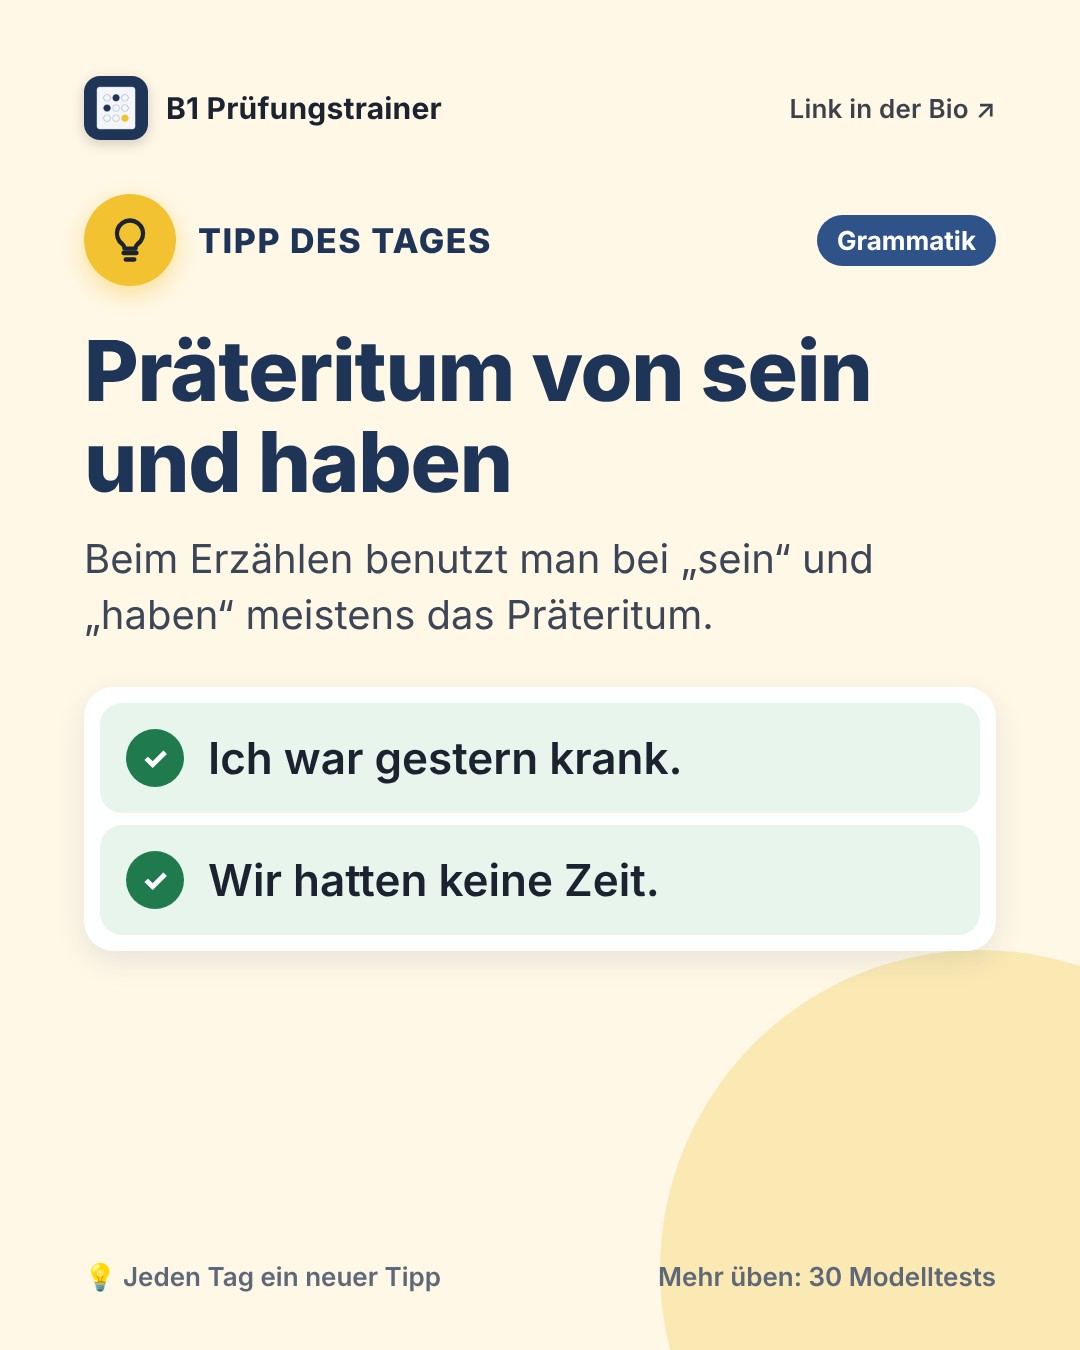 B1 Prüfungstrainer
Link in der Bio ↗
TIPP DES TAGES
Grammatik
Präteritum von sein
und haben
Beim Erzählen benutzt man bei „sein“ und
„haben“ meistens das Präteritum.
Ich war gestern krank.
Wir hatten keine Zeit.
💡 Jeden Tag ein neuer Tipp
Mehr üben: 30 Modelltests